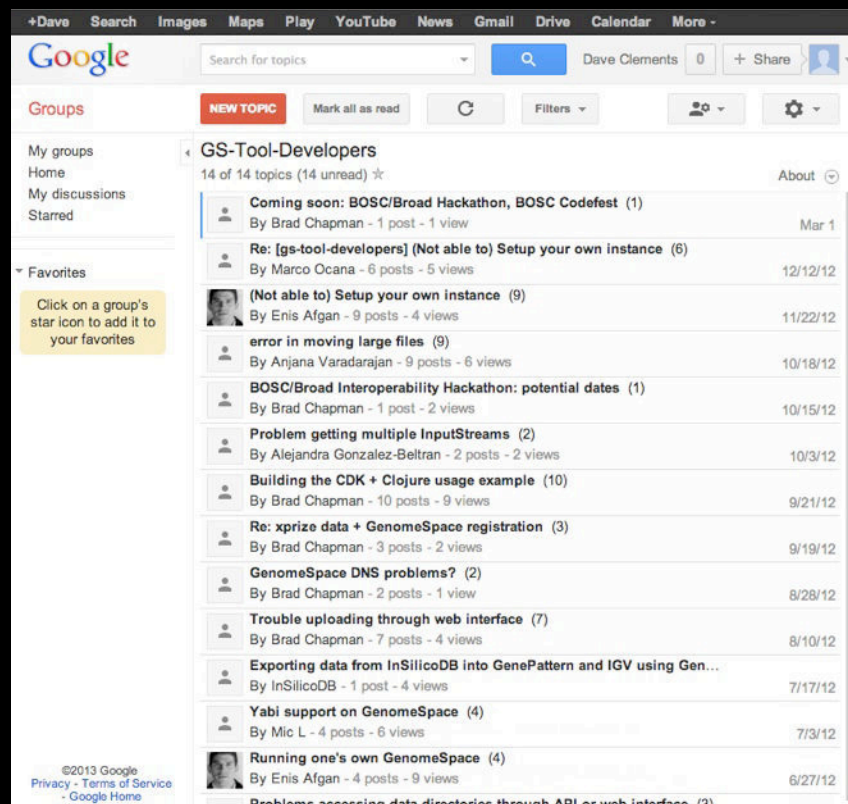 +Dave Search Images Maps Play YouTube News Gmail Drive Calendar More -
Google
Search for topics
Dave Clements 0 + Share
Groups
NEW TOPIC Mark all as read Filters
My groups
Home
My discussions
Starred
Favorites
Click on a group's
star icon to add it to
your favorites
GS-Tool-Developers
14 of 14 topics (14 unread)
About
Coming soon: BOSC/Broad Hackathon, BOSC Codefest (1)
By Brad Chapman - 1 post - 1 view
Mar 1
Re: [gs-tool-developers] (Not able to) Setup your own instance (6)
By Marco Ocana - 6 posts - 5 views
12/12/12
(Not able to) Setup your own instance (9)
By Enis Afgan - 9 posts - 4 views
11/22/12
error in moving large files (9)
By Anjana Varadarajan - 9 posts - 6 views
10/18/12
BOSC/Broad Interoperability Hackathon: potential dates (1)
By Brad Chapman - 1 post - 2 views
10/15/12
Problem getting multiple InputStreams (2)
By Alejandra Gonzalez-Beltran - 2 posts - 2 views
10/3/12
Building the CDK + Clojure usage example (10)
By Brad Chapman - 10 posts - 9 views
9/21/12
Re: xprize data + GenomeSpace registration (3)
By Brad Chapman - 3 posts - 2 views
9/19/12
GenomeSpace DNS problems? (2)
By Brad Chapman - 2 posts - 1 view
8/28/12
Trouble uploading through web interface (7)
By Brad Chapman - 7 posts - 4 views
8/10/12
Exporting data from InSilicoDB into GenePattern and IGV using Gen...
By InSilicoDB - 1 post - 4 views
7/17/12
Yabi support on GenomeSpace (4)
By Mic L - 4 posts - 6 views
7/3/12
Running one's own GenomeSpace (4)
By Enis Afgan - 4 posts - 9 views
6/27/12
Problems accessing data directories through API or web interface (3)
©2013 Google
Privacy - Terms of Service
- Google Home